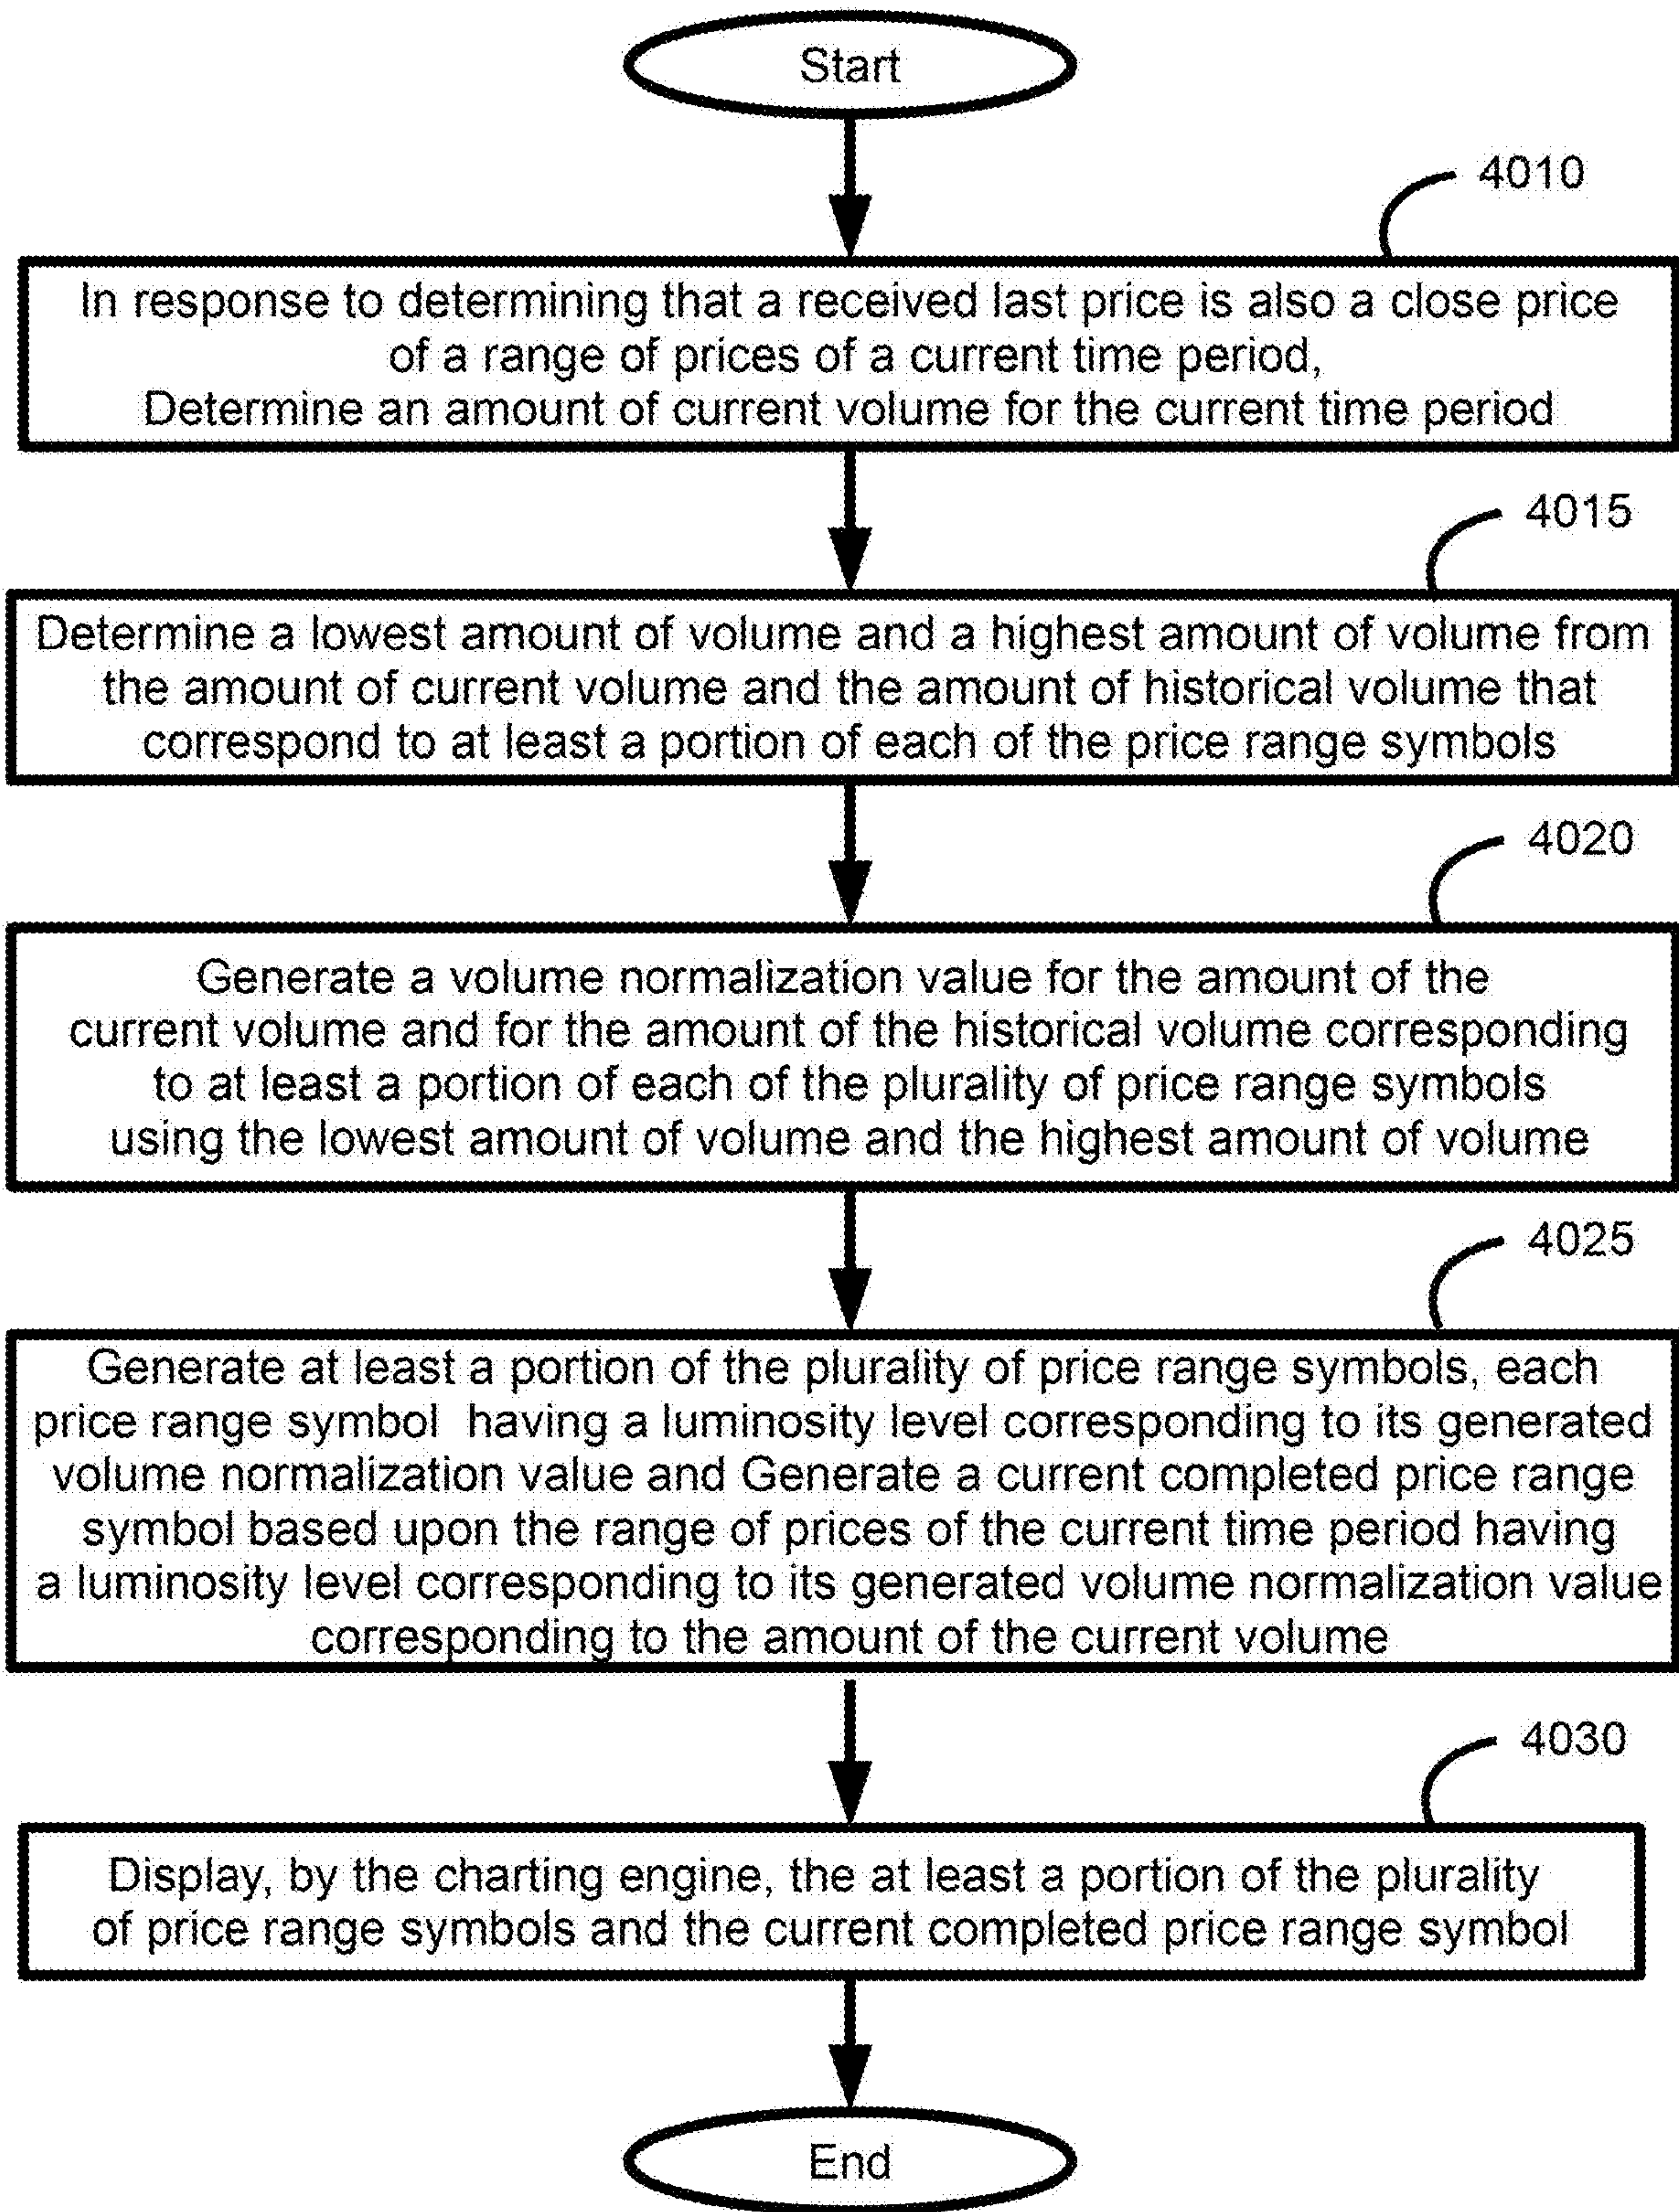 Start
4010
In response to determining that a received last price is also a close price
of a range of prices of a current time period,
Determine an amount of current volume for the current time period
4015
Determine a lowest amount of volume and a highest amount of volume from
the amount of current volume and the amount of historical volume that
correspond to at least a portion of each of the price range symbols
4020
Generate a volume normalization value for the amount of the
current volume and for the amount of the historical volume corresponding
to at least a portion of each of the plurality of price range symbols
using the lowest amount of volume and the highest amount of volume
4025
Generate at least a portion of the plurality of price range symbols, each
price range symbol having a luminosity level corresponding to its generated
volume normalization value and Generate a current completed price range
symbol based upon the range of prices of the current time period having
a luminosity level corresponding to its generated volume normalization value
corresponding to the amount of the current volume
4030
Display, by the charting engine, the at least a portion of the plurality
of price range symbols and the current completed price range symbol
End